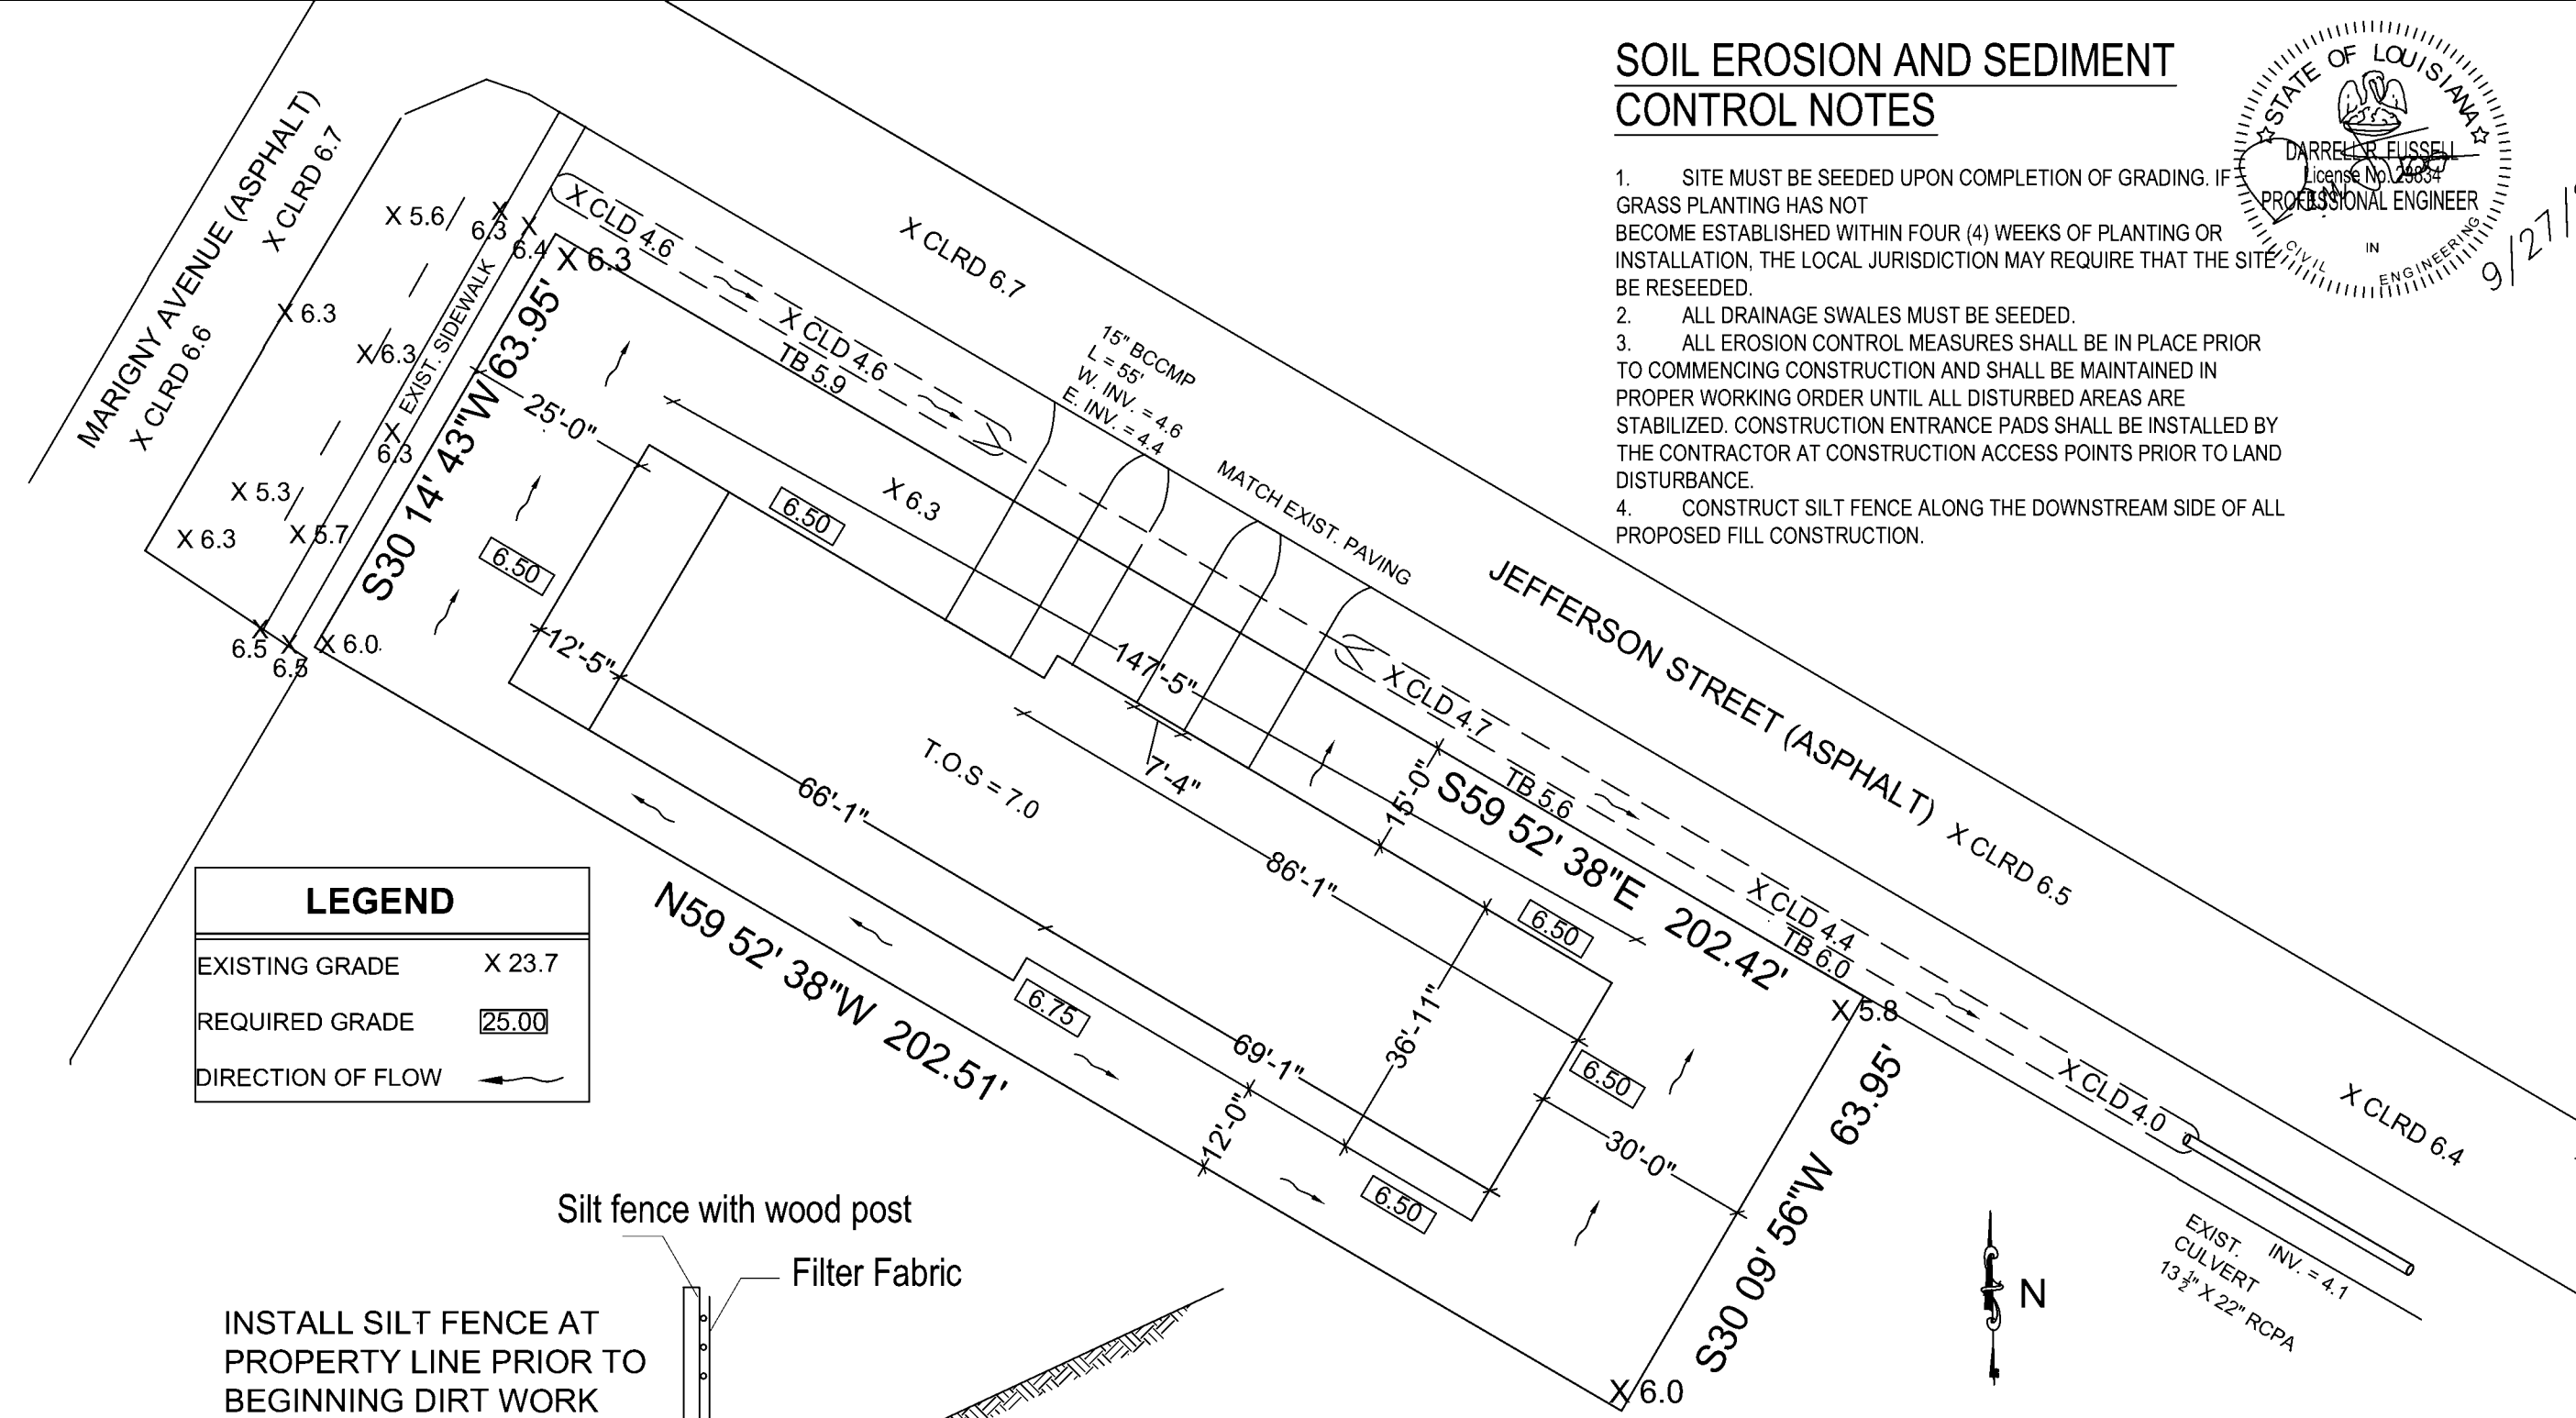 SOIL EROSION AND SEDIMENT
CONTROL NOTES
1. SITE MUST BE SEEDED UPON COMPLETION OF GRADING. IF
GRASS PLANTING HAS NOT
BECOME ESTABLISHED WITHIN FOUR (4) WEEKS OF PLANTING OR
INSTALLATION, THE LOCAL JURISDICTION MAY REQUIRE THAT THE SITE
BE RESEEDED.
2. ALL DRAINAGE SWALES MUST BE SEEDED.
3. ALL EROSION CONTROL MEASURES SHALL BE IN PLACE PRIOR
TO COMMENCING CONSTRUCTION AND SHALL BE MAINTAINED IN
PROPER WORKING ORDER UNTIL ALL DISTURBED AREAS ARE
STABILIZED. CONSTRUCTION ENTRANCE PADS SHALL BE INSTALLED BY
THE CONTRACTOR AT CONSTRUCTION ACCESS POINTS PRIOR TO LAND
DISTURBANCE.
4. CONSTRUCT SILT FENCE ALONG THE DOWNSTREAM SIDE OF ALL
PROPOSED FILL CONSTRUCTION.
STATE OF LOUISIANA
DARRELL R. FUSSELL
License No. 29834
PROFESSIONAL ENGINEER
IN
CIVIL ENGINEERING
9/27/
MARIGNY AVENUE (ASPHALT)
X CLRD 6.7
X CLRD 6.6
X 5.6
X 6.3
X 6.3
X 5.3
X 6.3
X 5.7
X
6.3
X
6.4
X 6.3
EXIST. SIDEWALK
X
6.3
X
6.5
X
6.5
X 6.0
S30 14' 43"W 63.95'
X CLD 4.6
X CLD 4.6
TB 5.9
X CLRD 6.7
15" BCCMP
L = 55'
W. INV. = 4.6
E. INV. = 4.4
MATCH EXIST. PAVING
JEFFERSON STREET (ASPHALT)
X CLRD 6.5
X CLRD 6.4
25'-0"
6.50
6.50
X 6.3
12'-5"
147'-5"
7'-4"
T.O.S = 7.0
66'-1"
86'-1"
15'-0"
X CLD 4.7
TB 5.6
S59 52' 38"E 202.42'
X CLD 4.4
TB 6.0
X 5.8
X CLD 4.0
6.50
36'-11"
6.50
6.75
69'-1"
12'-0"
30'-0"
6.50
N59 52' 38"W 202.51'
S30 09' 56"W 63.95'
X 6.0
EXIST.
CULVERT
13 1/2" X 22" RCPA
INV. = 4.1
N
LEGEND
EXISTING GRADE X 23.7
REQUIRED GRADE 25.00
DIRECTION OF FLOW
Silt fence with wood post
Filter Fabric
INSTALL SILT FENCE AT
PROPERTY LINE PRIOR TO
BEGINNING DIRT WORK